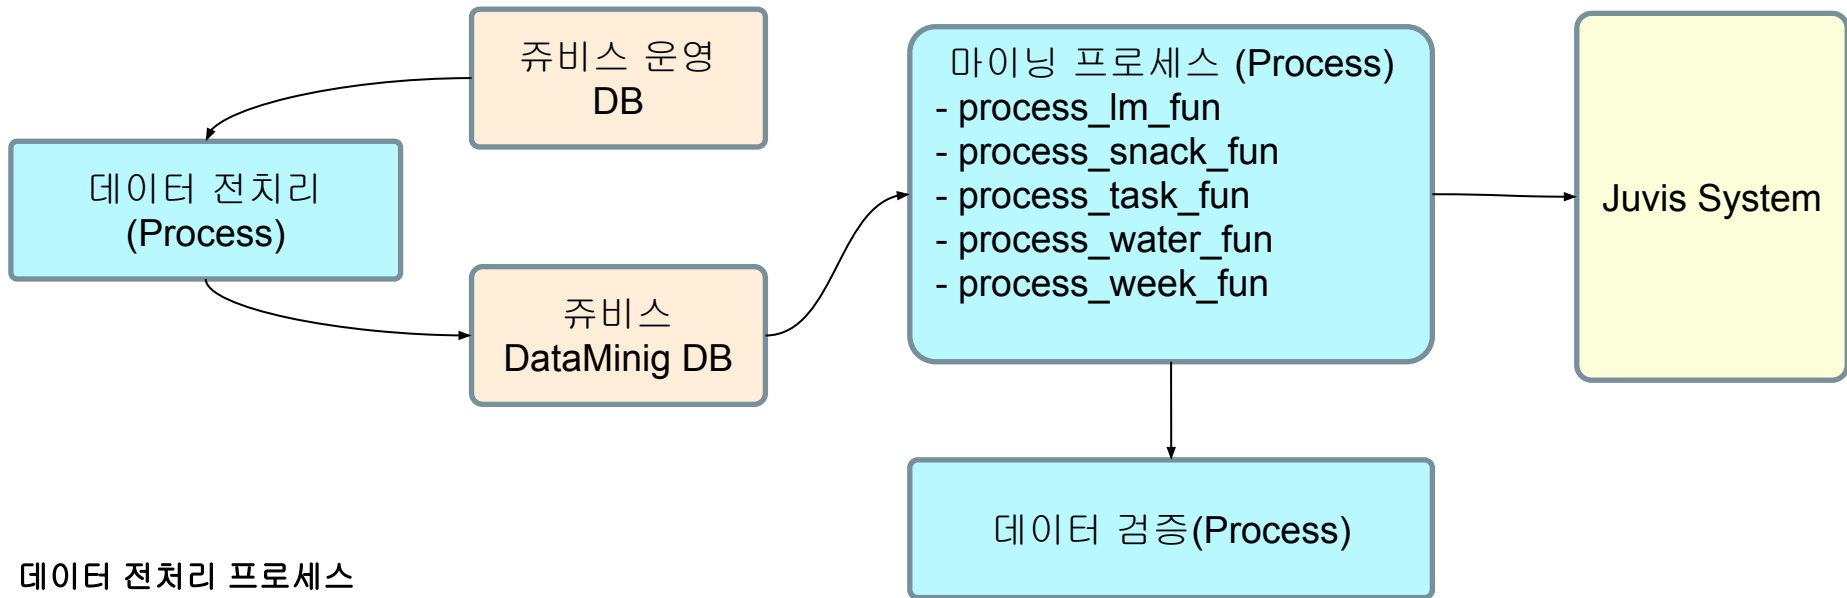 쥬비스 운영
DB
데이터 전치리
(Process)
쥬비스
DataMinig DB
마이닝 프로세스 (Process)
- process_lm_fun
- process_snack_fun
- process_task_fun
- process_water_fun
- process_week_fun
Juvis System
데이터 검증(Process)
데이터 전처리 프로세스